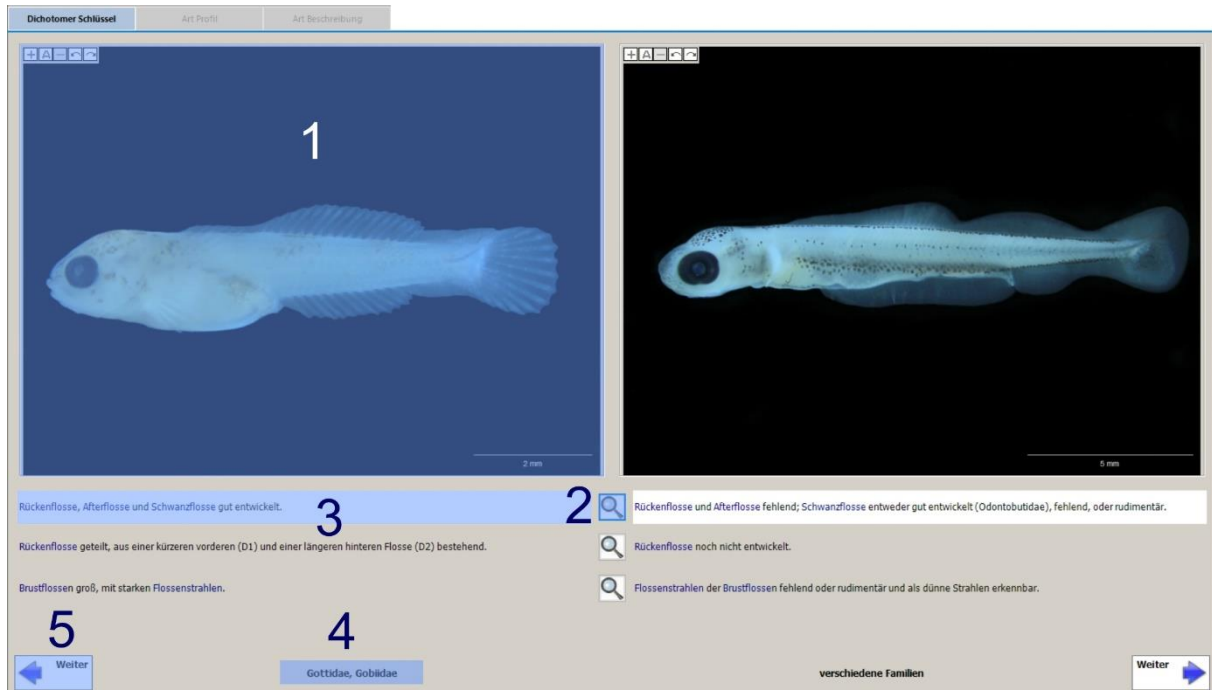 Dichotomer Schlüssel
Art Profil
Art Beschreibung
+ A −
+ A −
1
2 mm
5 mm
Rückenflosse, Afterflosse und Schwanzflosse gut entwickelt.
3
2
Rückenflosse und Afterflosse fehlend; Schwanzflosse entweder gut entwickelt (Odontobutidae), fehlend, oder rudimentär.
Rückenflosse geteilt, aus einer kürzeren vorderen (D1) und einer längeren hinteren Flosse (D2) bestehend.
Rückenflosse noch nicht entwickelt.
Brustflossen groß, mit starken Flossenstrahlen.
Flossenstrahlen der Brustflossen fehlend oder rudimentär und als dünne Strahlen erkennbar.
5
4
Weiter
Gottidae, Gobiidae
verschiedene Familien
Weiter